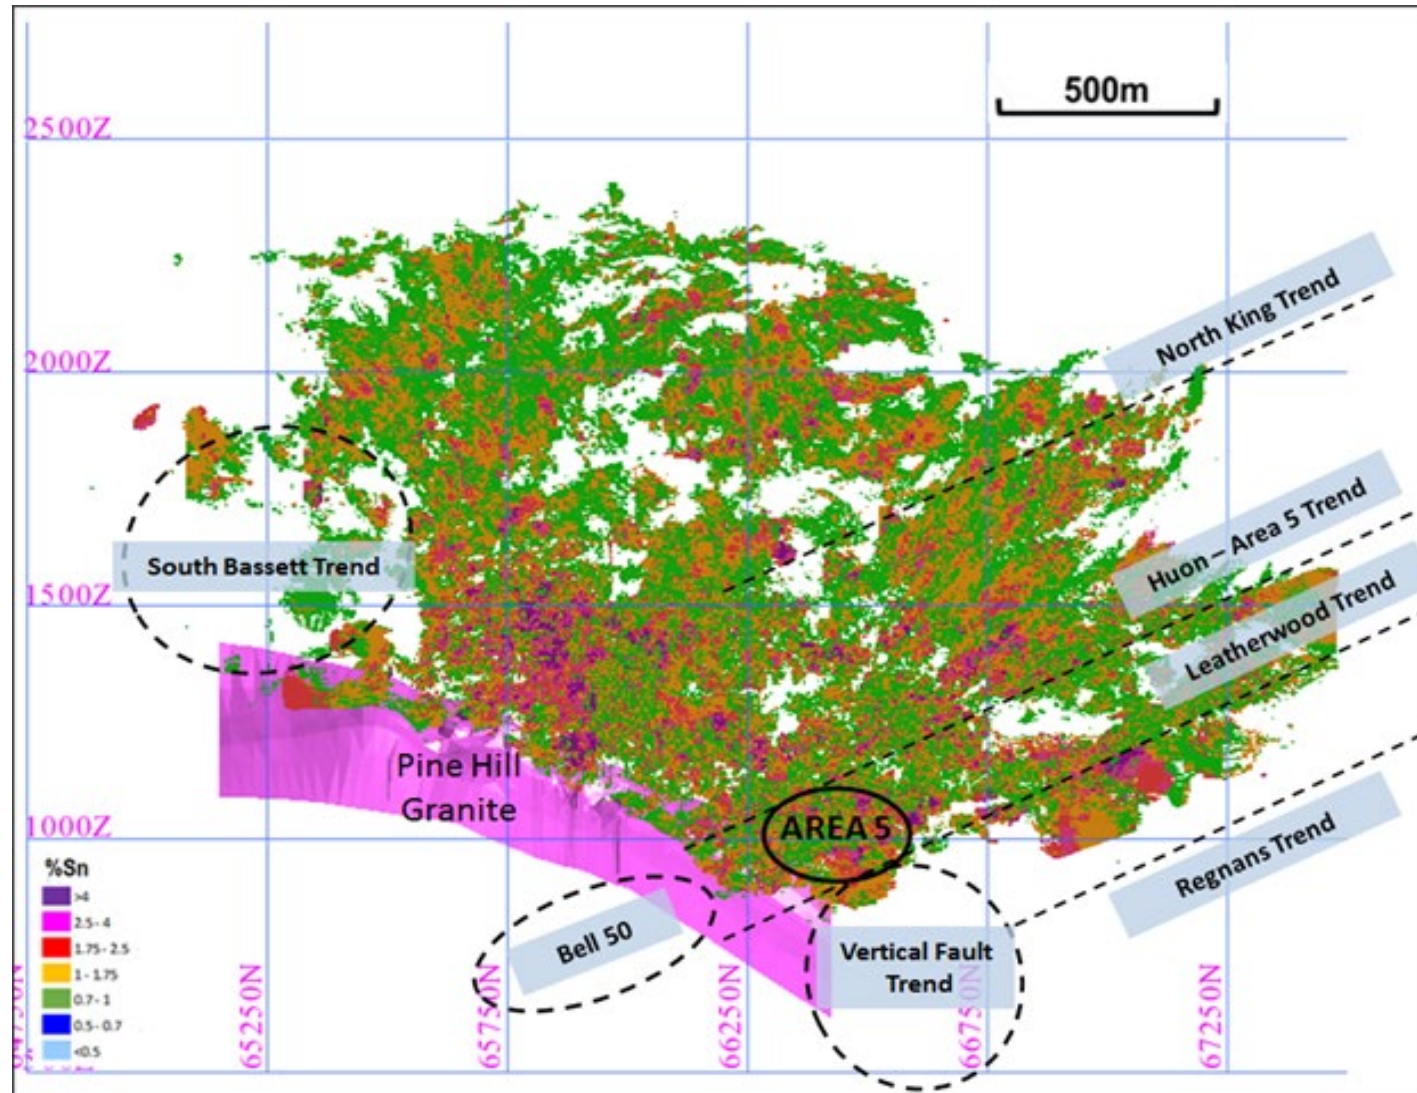 500m
2500Z
North King Trend
2000Z
Huon – Area 5 Trend
South Bassett Trend
1500Z
Leatherwood Trend
Pine Hill
Granite
AREA 5
1000Z
Regnans Trend
Bell 50
Vertical Fault
Trend
%Sn
>4
2.5 - 4
1.75 - 2.5
1 - 1.75
0.7 - 1
0.5 - 0.7
<0.5
65250N
65750N
66250N
66750N
67250N